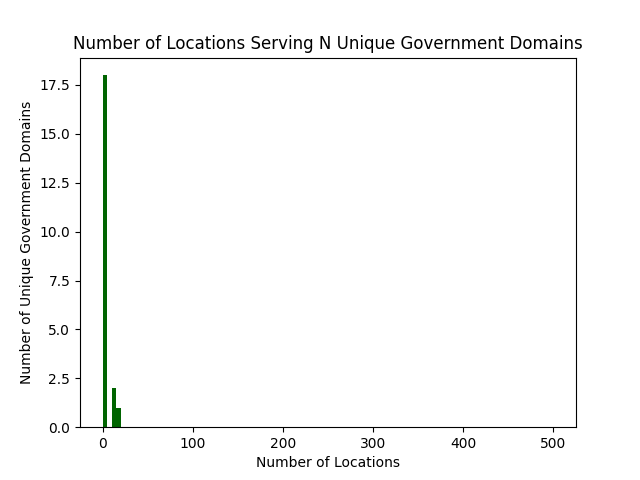 Number of Locations Serving N Unique Government Domains
Number of Unique Government Domains
17.5
15.0
12.5
10.0
7.5
5.0
2.5
0.0
0 100 200 300 400 500
Number of Locations